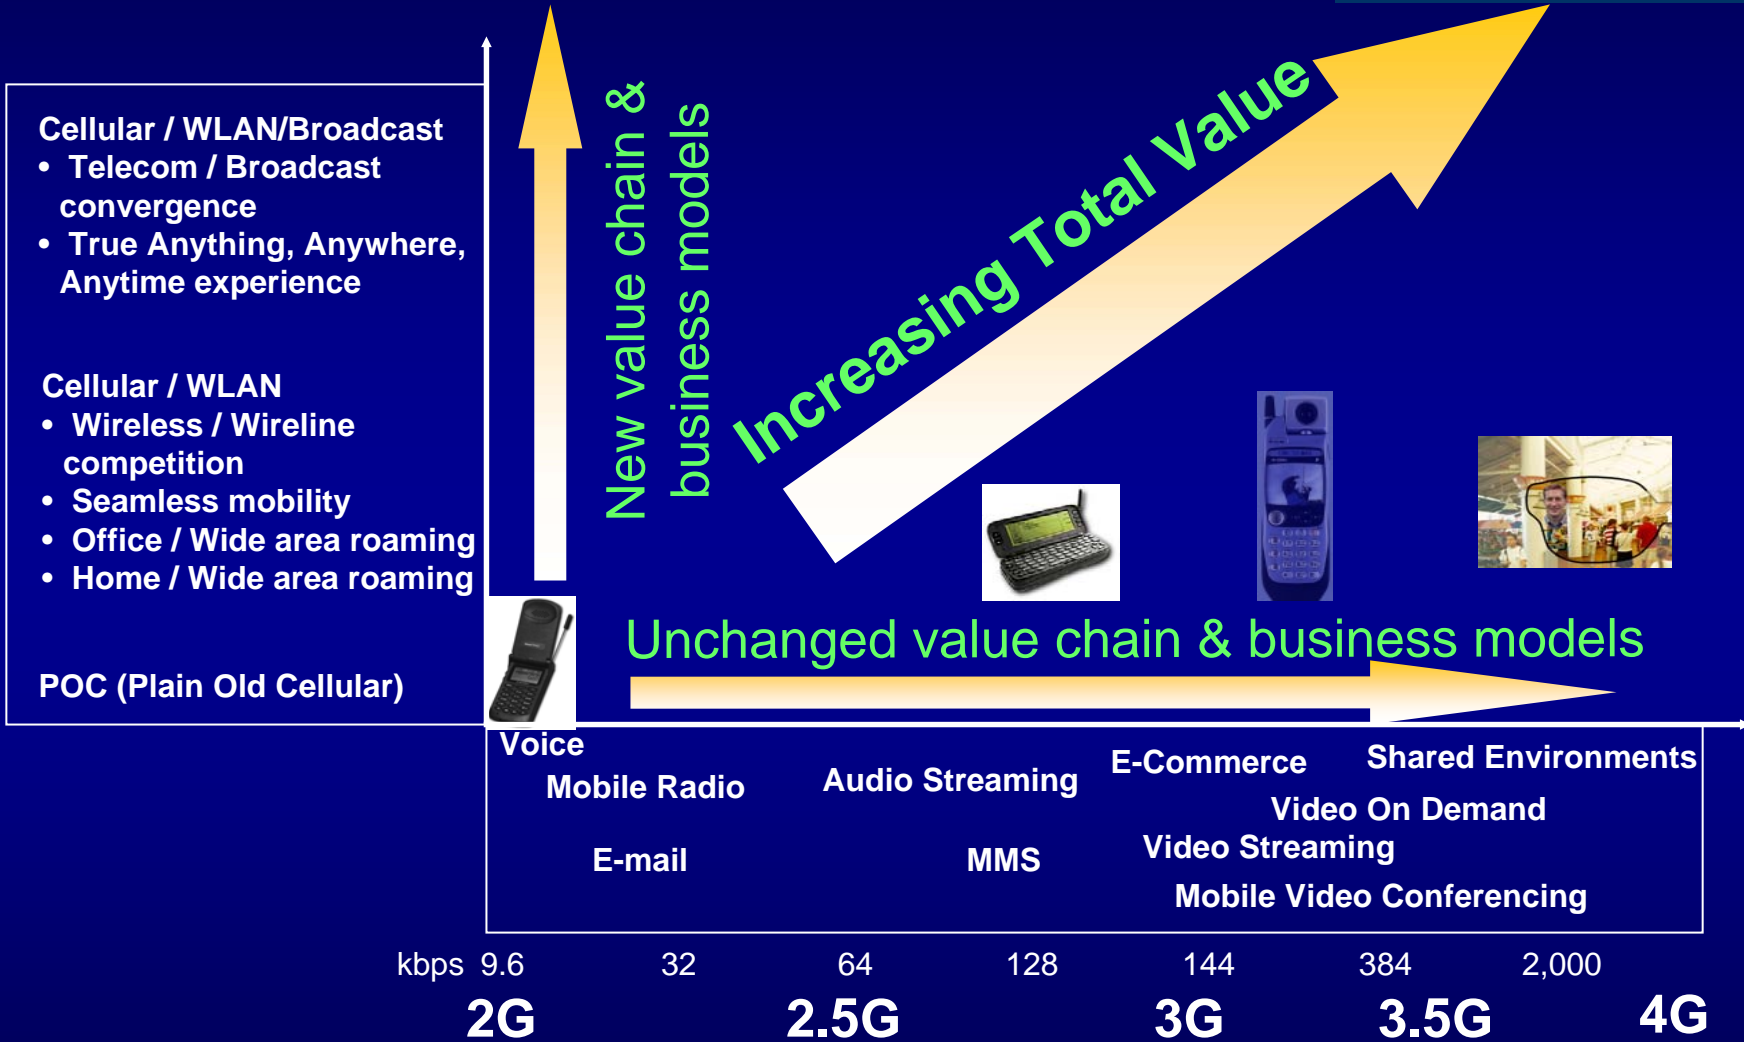 Cellular / WLAN/Broadcast
• Telecom / Broadcast
convergence
• True Anything, Anywhere,
Anytime experience
Cellular / WLAN
• Wireless / Wireline
competition
• Seamless mobility
• Office / Wide area roaming
• Home / Wide area roaming
POC (Plain Old Cellular)
New value chain &
business models
Increasing Total Value
Unchanged value chain & business models
Voice
Mobile Radio
Audio Streaming
E-Commerce
Shared Environments
Video On Demand
E-mail
MMS
Video Streaming
Mobile Video Conferencing
kbps 9.6 32 64 128 144 384 2,000
2G 2.5G 3G 3.5G 4G